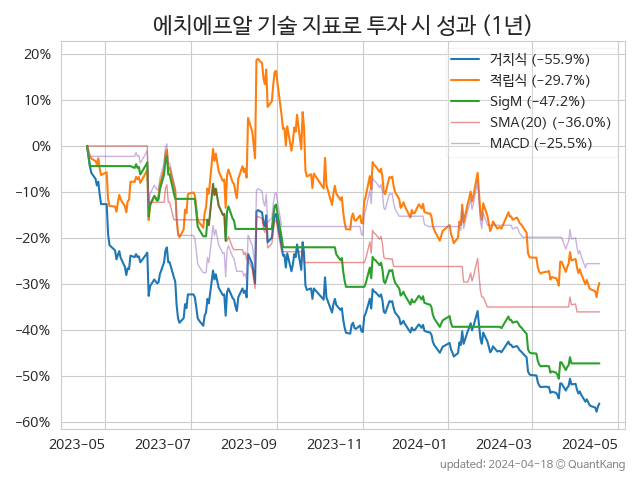 에치에프알 기술 지표로 투자 시 성과 (1년)
20%
10%
0%
−10%
−20%
−30%
−40%
−50%
−60%
거치식 (−55.9%)
적립식 (−29.7%)
SigM (−47.2%)
SMA(20) (−36.0%)
MACD (−25.5%)
2023-05 2023-07 2023-09 2023-11 2024-01 2024-03 2024-05
updated: 2024-04-18 © QuantKang